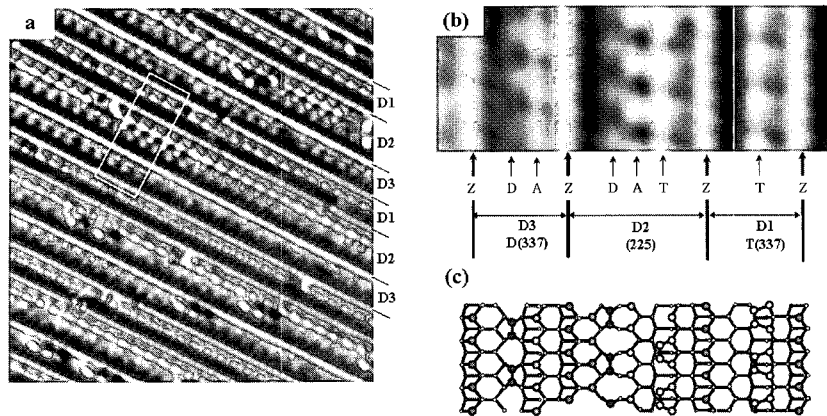 a
D1
D2
D3
D1
D2
D3
(b)
Z D A Z D A T Z T Z
D3 D2 D1
D(337) (225) T(337)
(c)